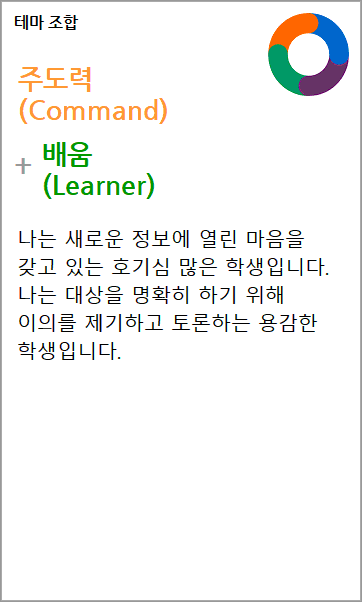 테마 조합
주도력
(Command)
+ 배움
(Learner)
나는 새로운 정보에 열린 마음을
갖고 있는 호기심 많은 학생입니다.
나는 대상을 명확히 하기 위해
이의를 제기하고 토론하는 용감한
학생입니다.